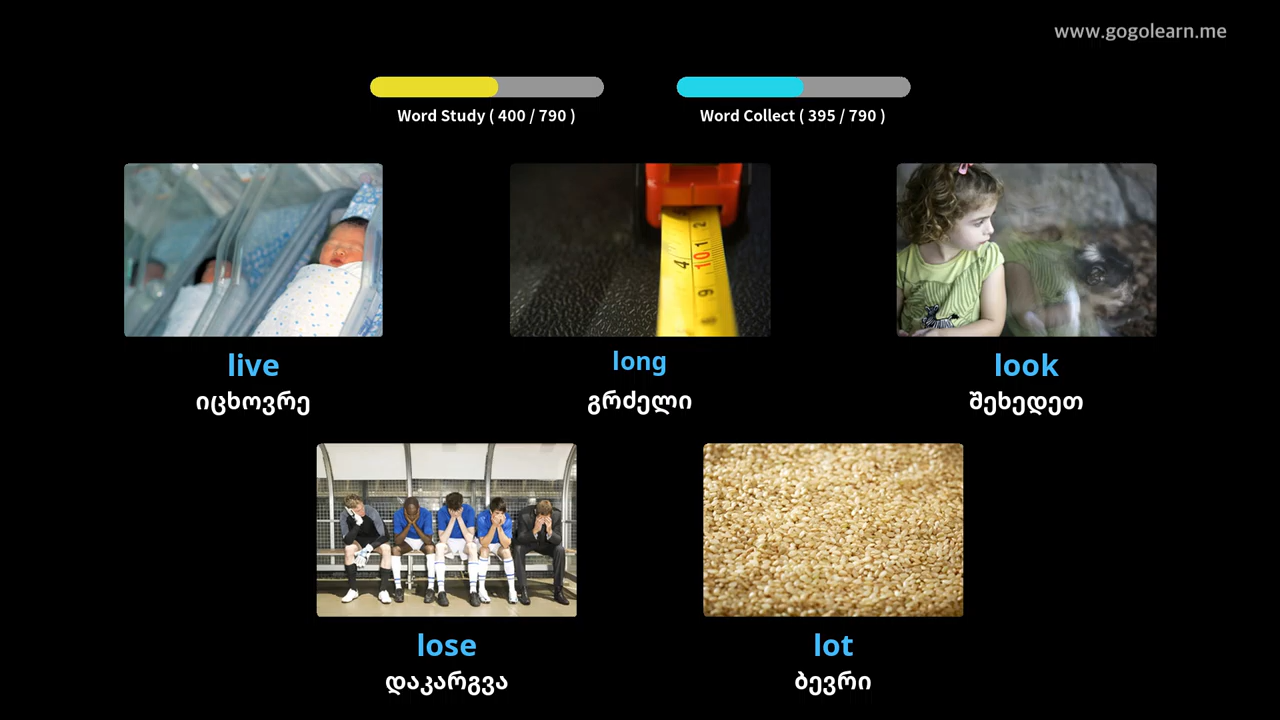 www.gogolearn.me
Word Study ( 400 / 790 )
Word Collect ( 395 / 790 )
live
იცხოვრე
long
გრძელი
look
შეხედეთ
lose
დაკარგვა
lot
ბევრი